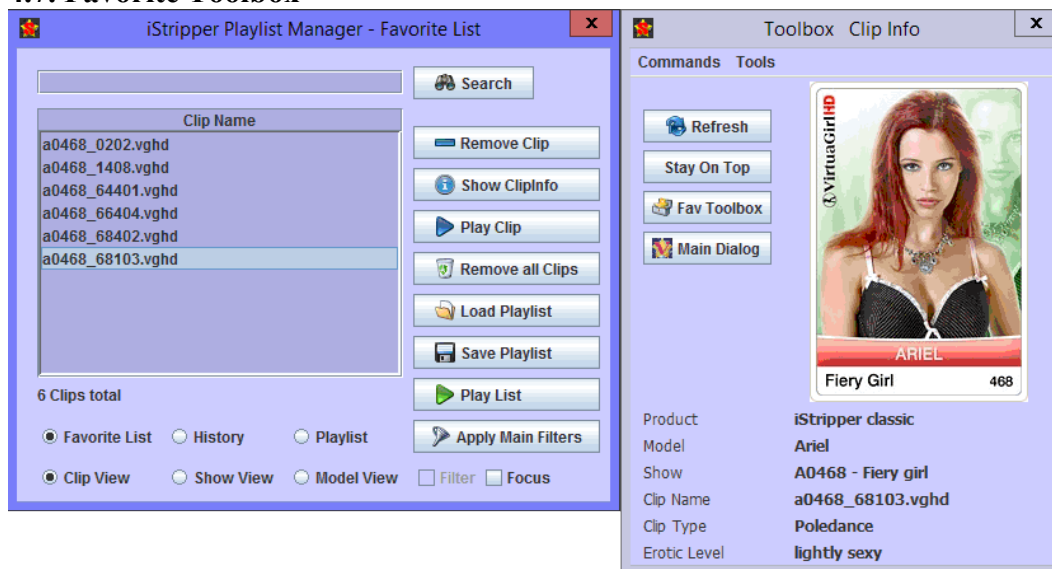 4.7. Favorite Toolbox
iStripper Playlist Manager - Favorite List
x
Search
Clip Name
a0468_0202.vghd
a0468_1408.vghd
a0468_64401.vghd
a0468_66404.vghd
a0468_68402.vghd
a0468_68103.vghd
Remove Clip
Show ClipInfo
Play Clip
Remove all Clips
Load Playlist
Save Playlist
Play List
Apply Main Filters
6 Clips total
Favorite List History Playlist
Clip View Show View Model View Filter Focus
Toolbox Clip Info
x
Commands Tools
Refresh
Stay On Top
Fav Toolbox
Main Dialog
VirtuaGirlHD
ARIEL
Fiery Girl 468
Product iStripper classic
Model Ariel
Show A0468 - Fiery girl
Clip Name a0468_68103.vghd
Clip Type Poledance
Erotic Level lightly sexy